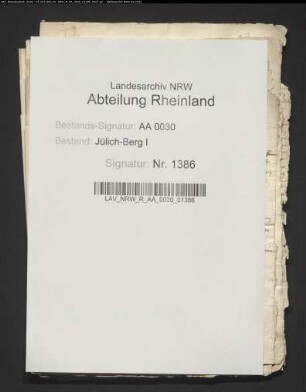 Landesarchiv NRW
Abteilung Rheinland
Bestands-Signatur: AA 0030
Bestand: Jülich-Berg I
Signatur: Nr. 1386
LAV_NRW_R_AA_0030_01386